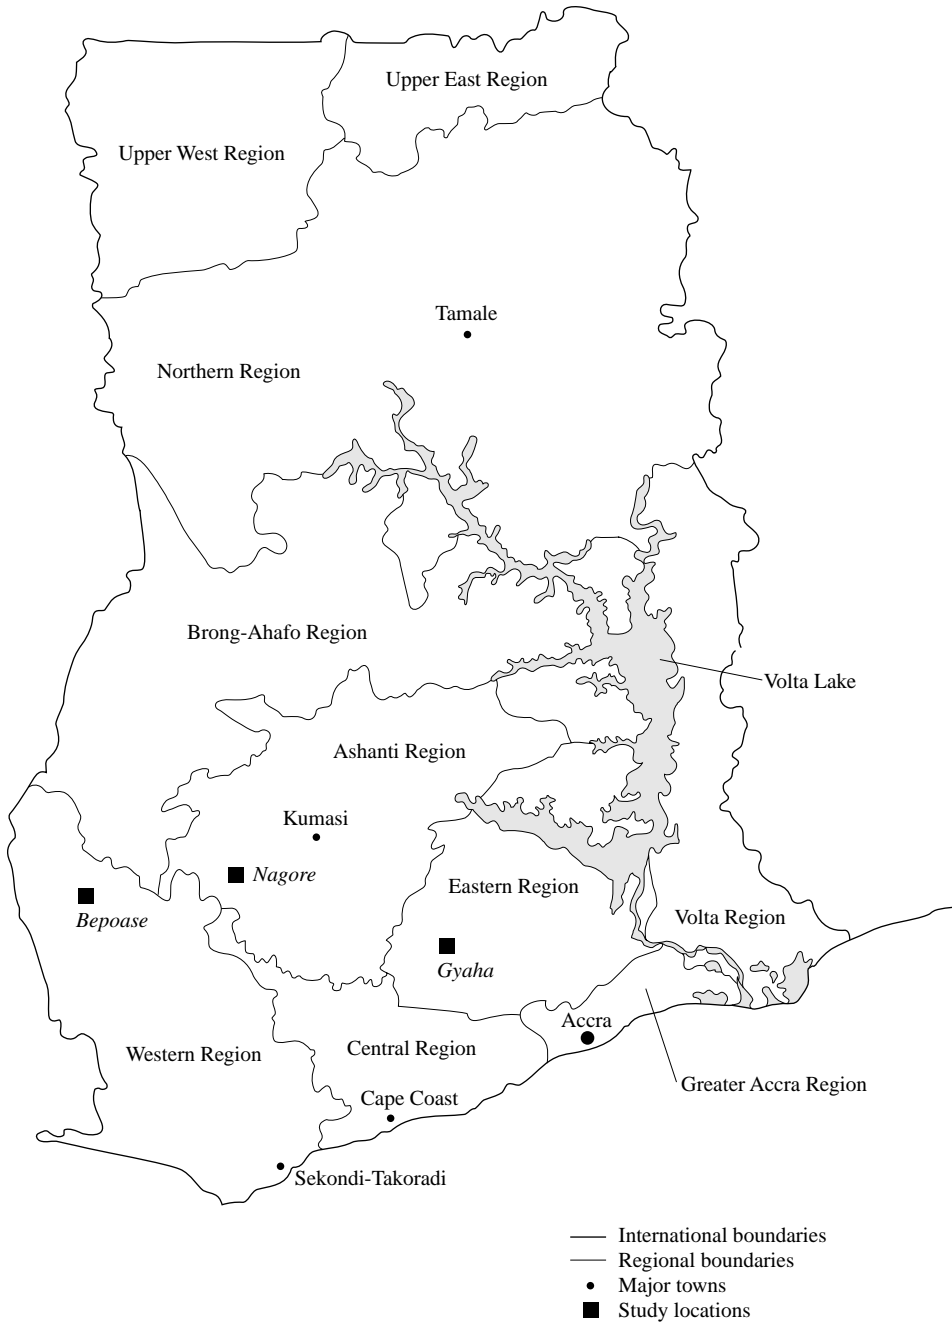 Upper East Region
Upper West Region
Tamale
Northern Region
Brong-Ahafo Region
Volta Lake
Ashanti Region
Kumasi
Nagore
Eastern Region
Bepoase
Volta Region
Gyaha
Accra
Central Region
Western Region
Greater Accra Region
Cape Coast
Sekondi-Takoradi
International boundaries
Regional boundaries
Major towns
Study locations